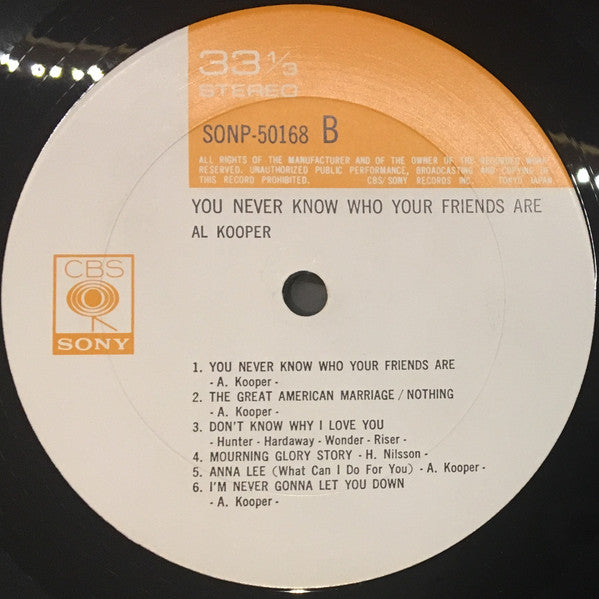 33 1/3
STEREO
SONP-50168 B
ALL RIGHTS OF THE MANUFACTURER AND OF THE OWNER OF THE RECORDED WORK
RESERVED. UNAUTHORIZED PUBLIC PERFORMANCE, BROADCASTING AND COPYING OF
THIS RECORD PROHIBITED. CBS/SONY RECORDS INC. TOKYO JAPAN
YOU NEVER KNOW WHO YOUR FRIENDS ARE
AL KOOPER
CBS
SONY
1. YOU NEVER KNOW WHO YOUR FRIENDS ARE
- A. Kooper -
2. THE GREAT AMERICAN MARRIAGE / NOTHING
- A. Kooper -
3. DON'T KNOW WHY I LOVE YOU
- Hunter - Hardaway - Wonder - Riser -
4. MOURNING GLORY STORY - H. Nilsson -
5. ANNA LEE (What Can I Do For You) - A. Kooper -
6. I'M NEVER GONNA LET YOU DOWN
- A. Kooper -